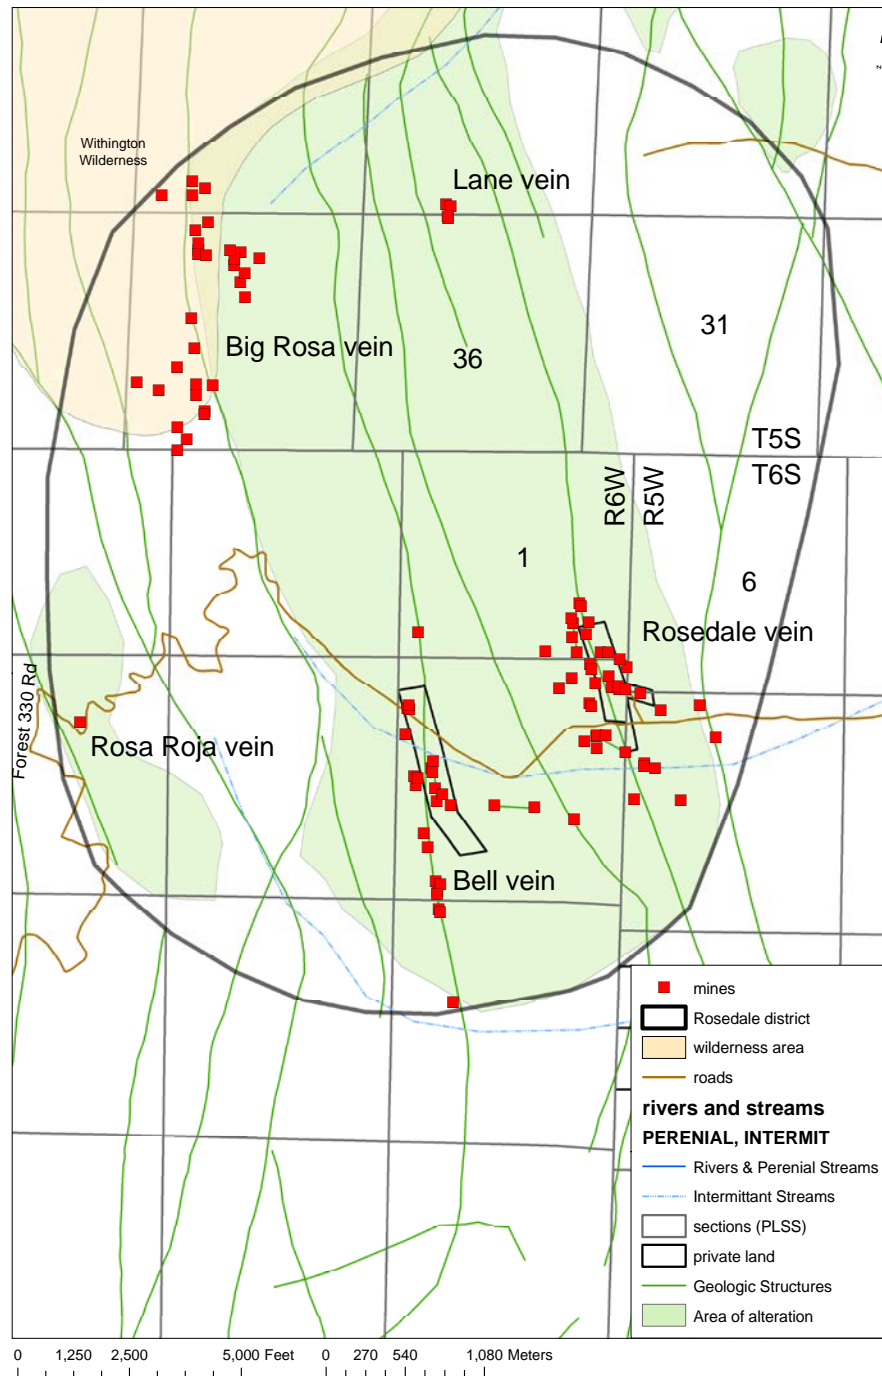 Withington
Wilderness
Lane vein
31
Big Rosa vein
36
T5S
T6S
R6W
R5W
1
6
Rosedale vein
Forest 330 Rd
Rosa Roja vein
Bell vein
mines
Rosedale district
wilderness area
roads
rivers and streams
PERENIAL, INTERMIT
Rivers & Perenial Streams
Intermittant Streams
sections (PLSS)
private land
Geologic Structures
Area of alteration
0 1,250 2,500 5,000 Feet
0 270 540 1,080 Meters